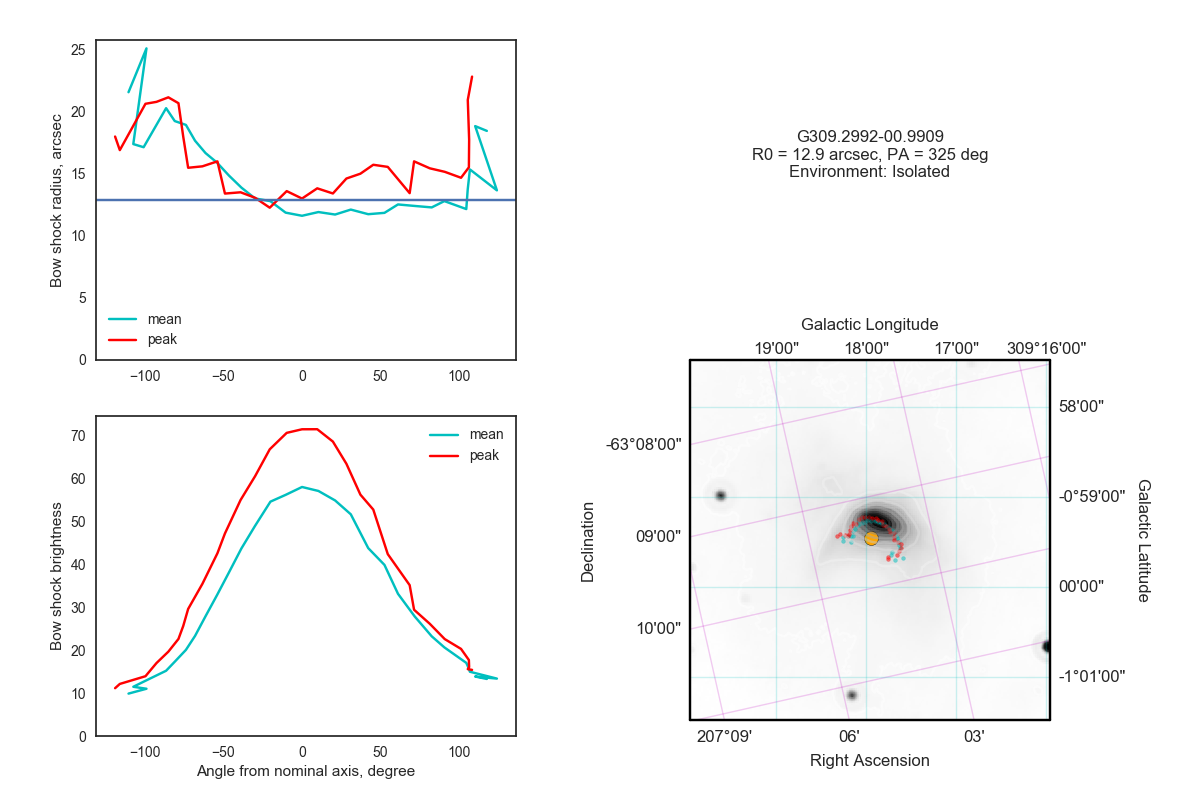 25
20
15
10
5
0
Bow shock radius, arcsec
mean
peak
−100
−50
0
50
100
70
60
50
40
30
20
10
0
Bow shock brightness
mean
peak
−100
−50
0
50
100
Angle from nominal axis, degree
G309.2992-00.9909
R0 = 12.9 arcsec, PA = 325 deg
Environment: Isolated
Galactic Longitude
19'00" 18'00" 17'00" 309°16'00"
-63°08'00"
09'00"
10'00"
Declination
58'00"
-0°59'00"
00'00"
-1°01'00"
Galactic Latitude
207°09' 06' 03'
Right Ascension